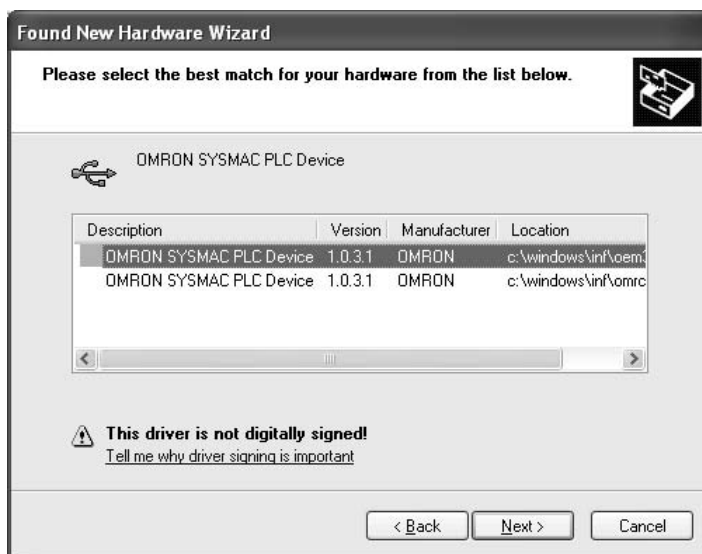 Found New Hardware Wizard
Please select the best match for your hardware from the list below.
OMRON SYSMAC PLC Device
Description Version Manufacturer Location
OMRON SYSMAC PLC Device 1.0.3.1 OMRON c:\windows\inf\oem
OMRON SYSMAC PLC Device 1.0.3.1 OMRON c:\windows\inf\omrc
This driver is not digitally signed!
Tell me why driver signing is important
< Back Next > Cancel